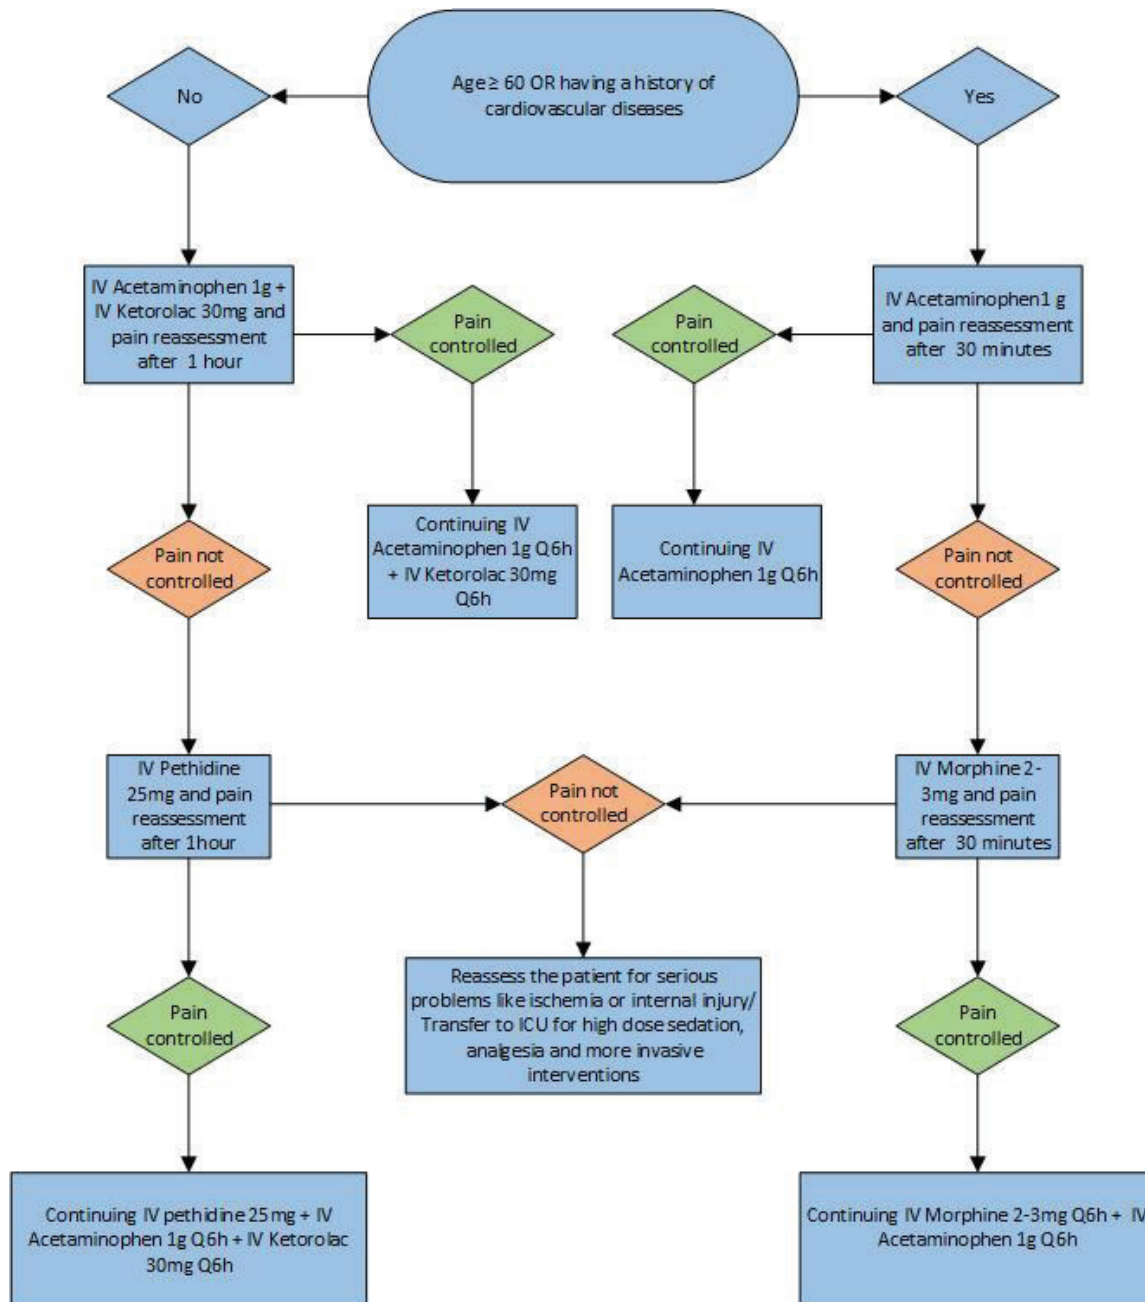 Age ≥ 60 OR having a history of
cardiovascular diseases
No
Yes
IV Acetaminophen 1g +
IV Ketorolac 30mg and
pain reassessment
after 1 hour
Pain
controlled
Pain
controlled
IV Acetaminophen 1 g
and pain reassessment
after 30 minutes
Continuing IV
Acetaminophen 1g Q6h
+ IV Ketorolac 30mg
Q6h
Continuing IV
Acetaminophen 1g Q6h
Pain not
controlled
Pain not
controlled
IV Pethidine
25mg and pain
reassessment
after 1hour
Pain not
controlled
IV Morphine 2-
3mg and pain
reassessment
after 30 minutes
Reassess the patient for serious
problems like ischemia or internal injury/
Transfer to ICU for high dose sedation,
analgesia and more invasive
interventions
Pain
controlled
Pain
controlled
Continuing IV pethidine 25mg + IV
Acetaminophen 1g Q6h + IV Ketorolac
30mg Q6h
Continuing IV Morphine 2-3mg Q6h + IV
Acetaminophen 1g Q6h